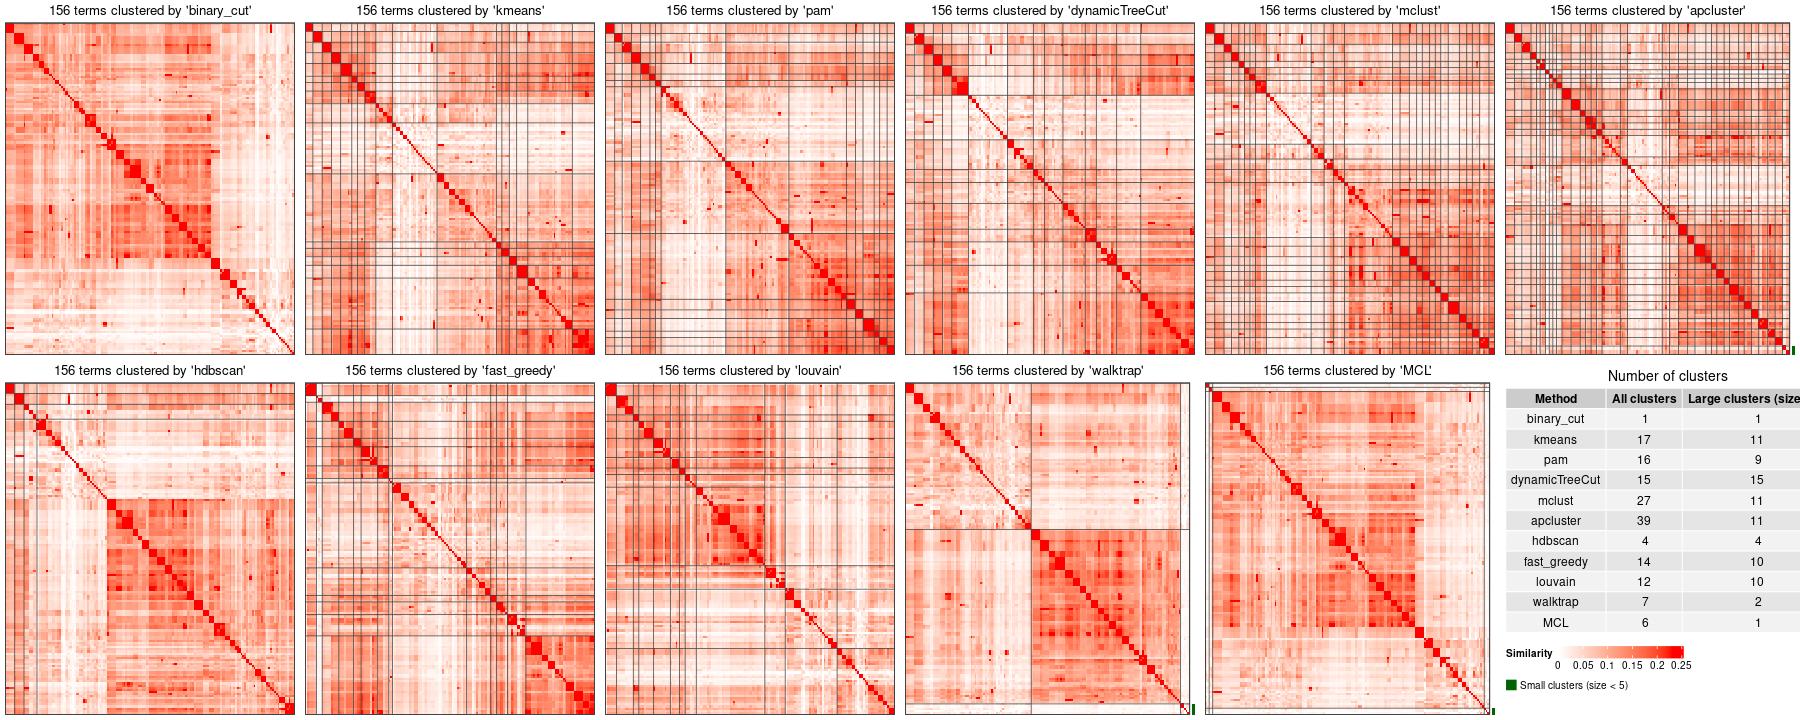 156 terms clustered by 'binary_cut'
156 terms clustered by 'kmeans'
156 terms clustered by 'pam'
156 terms clustered by 'dynamicTreeCut'
156 terms clustered by 'mclust'
156 terms clustered by 'apcluster'
156 terms clustered by 'hdbscan'
156 terms clustered by 'fast_greedy'
156 terms clustered by 'louvain'
156 terms clustered by 'walktrap'
156 terms clustered by 'MCL'
Number of clusters
Method All clusters Large clusters (size
binary_cut 1 1
kmeans 17 11
pam 16 9
dynamicTreeCut 15 15
mclust 27 11
apcluster 39 11
hdbscan 4 4
fast_greedy 14 10
louvain 12 10
walktrap 7 2
MCL 6 1
Similarity
0 0.05 0.1 0.15 0.2 0.25
Small clusters (size < 5)